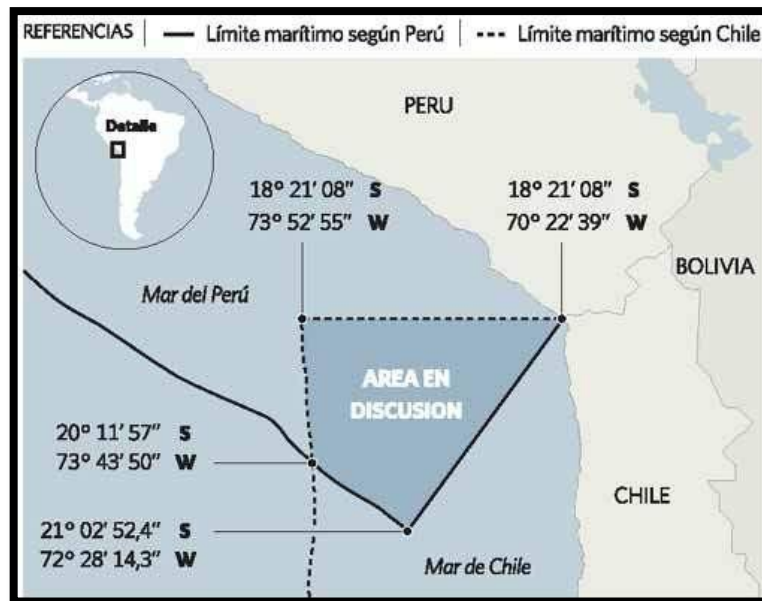 REFERENCIAS
Límite marítimo según Perú
Límite marítimo según Chile
Detalle
PERU
18° 21' 08" S
73° 52' 55" W
18° 21' 08" S
70° 22' 39" W
BOLIVIA
Mar del Perú
AREA EN
DISCUSION
20° 11' 57" S
73° 43' 50" W
21° 02' 52,4" S
72° 28' 14,3" W
CHILE
Mar de Chile